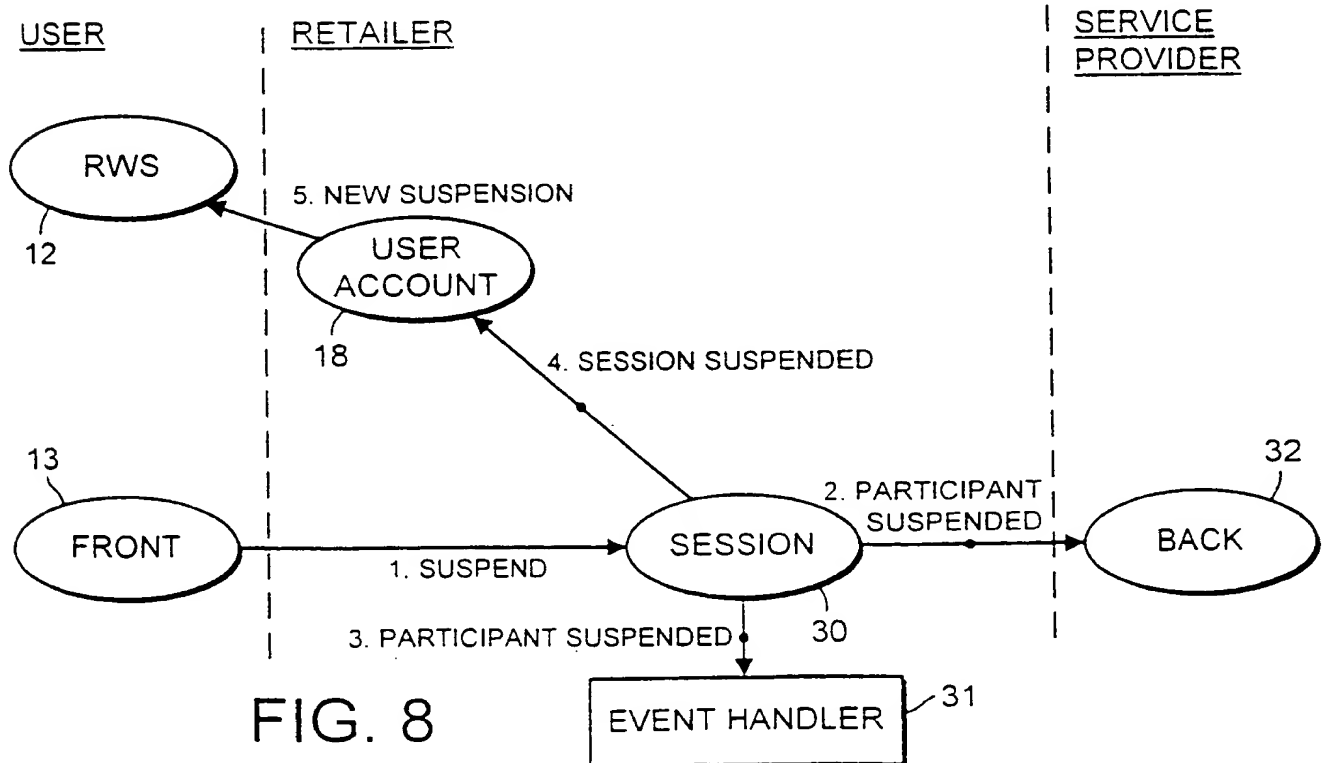 USER
RETAILER
SERVICE
PROVIDER
RWS
12
5. NEW SUSPENSION
USER
ACCOUNT
18
4. SESSION SUSPENDED
13
FRONT
1. SUSPEND
SESSION
30
2. PARTICIPANT
SUSPENDED
32
BACK
3. PARTICIPANT SUSPENDED
EVENT HANDLER
31
FIG. 8